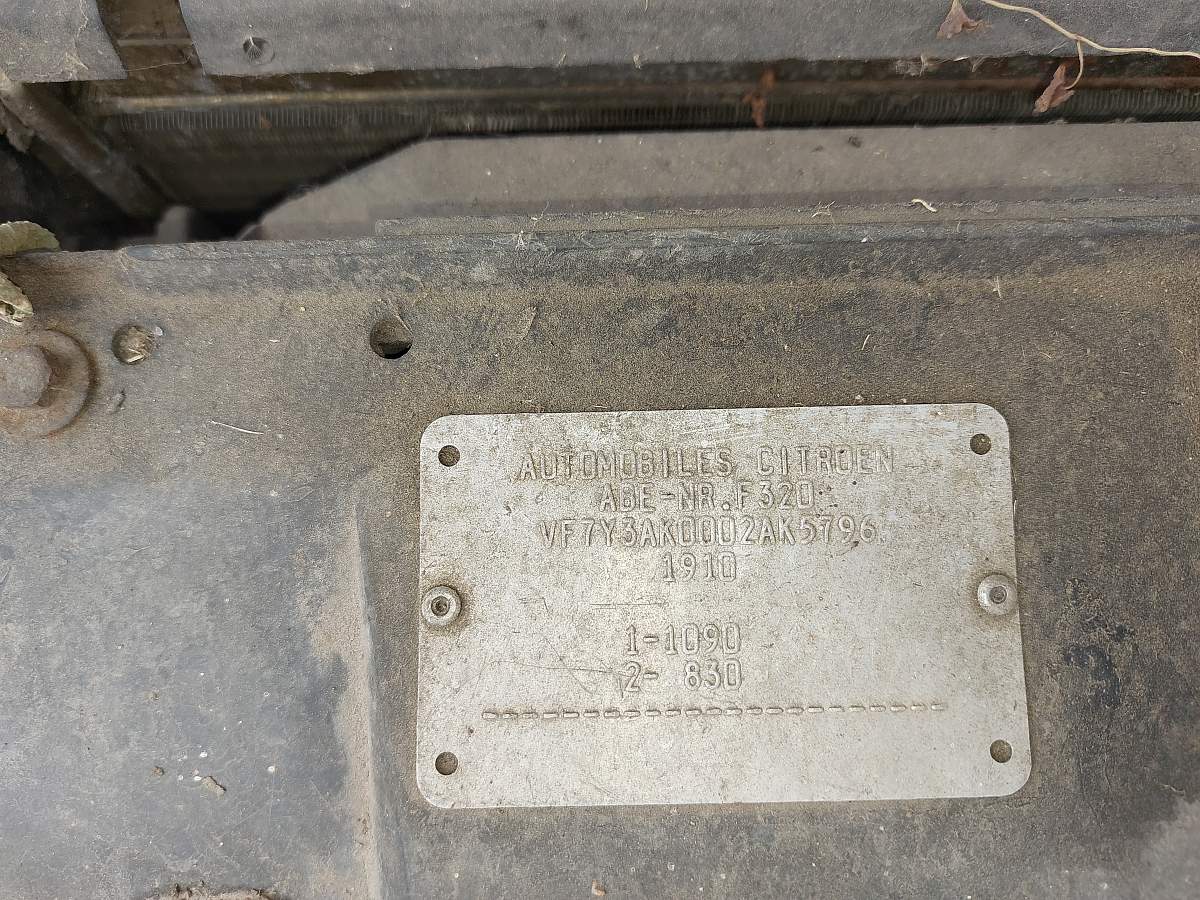 AUTOMOBILES CITROEN
ABE-NR.F320
VF7Y3AK0002AK5796
1910
1-1090
2- 830